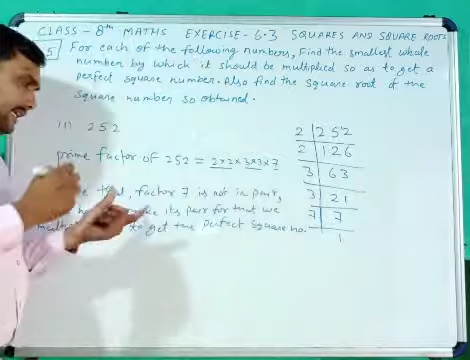 CLASS - 8th MATHS EXERCISE - 6.3 SQUARES AND SQUARE ROOTS
5 For each of the following numbers, Find the smallest whole
number by which it should be multiplied so as to get a
perfect square number. Also find the square root of the
square number so obtained.
(i) 252
prime factor of 252 = 2×2×3×3×7
factor 7 is not in pair,
its pair for that we
to get the perfect square no.
2 | 252
2 | 126
3 | 63
3 | 21
7 | 7
1